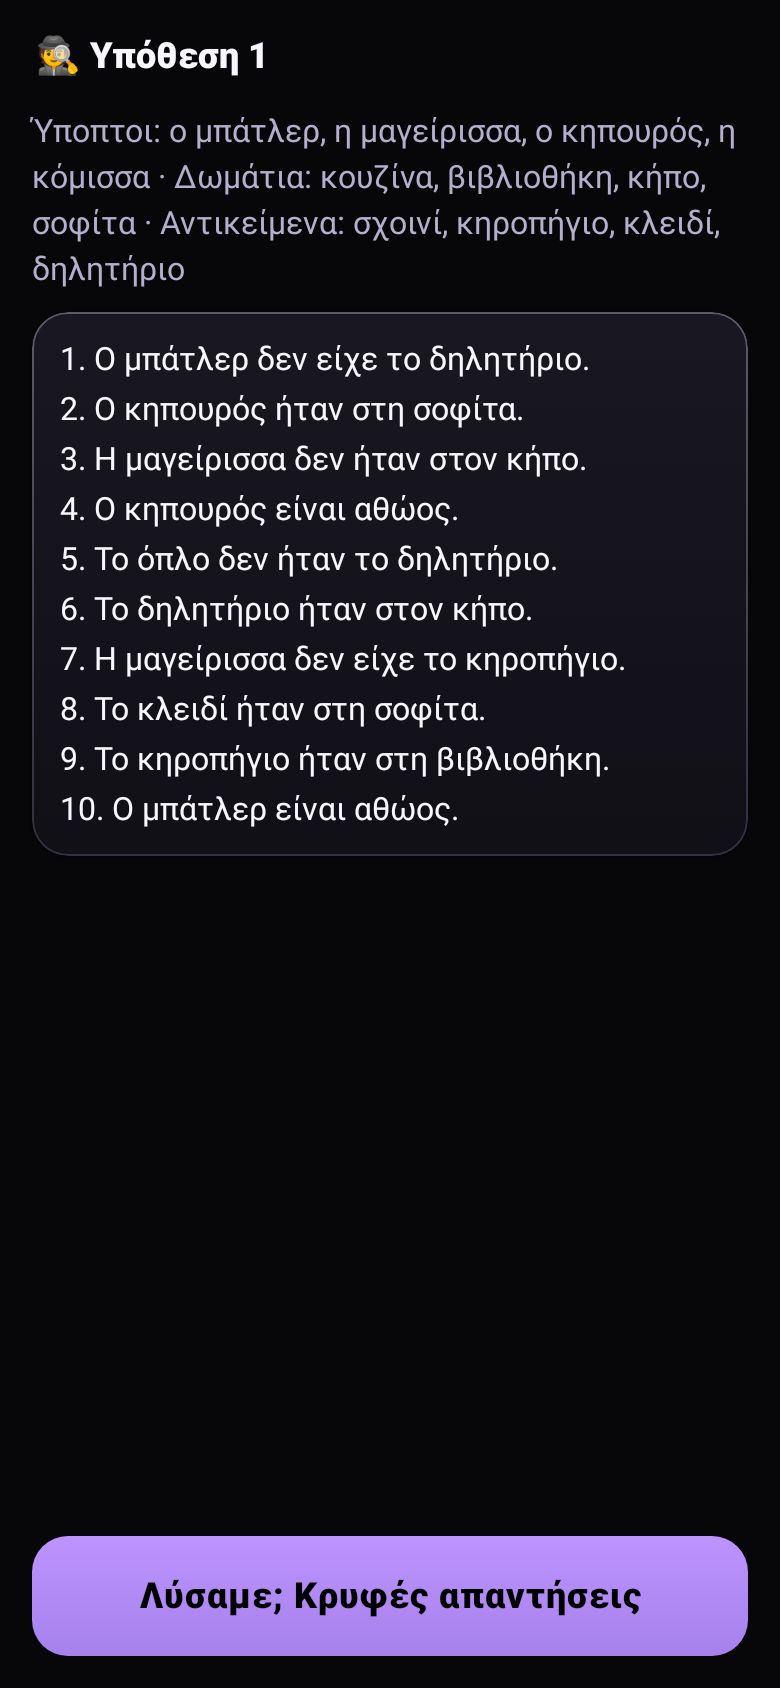 Υπόθεση 1
Ύποπτοι: ο μπάτλερ, η μαγείρισσα, ο κηπουρός, η
κόμισσα · Δωμάτια: κουζίνα, βιβλιοθήκη, κήπο,
σοφίτα · Αντικείμενα: σχοινί, κηροπήγιο, κλειδί,
δηλητήριο
1. Ο μπάτλερ δεν είχε το δηλητήριο.
2. Ο κηπουρός ήταν στη σοφίτα.
3. Η μαγείρισσα δεν ήταν στον κήπο.
4. Ο κηπουρός είναι αθώος.
5. Το όπλο δεν ήταν το δηλητήριο.
6. Το δηλητήριο ήταν στον κήπο.
7. Η μαγείρισσα δεν είχε το κηροπήγιο.
8. Το κλειδί ήταν στη σοφίτα.
9. Το κηροπήγιο ήταν στη βιβλιοθήκη.
10. Ο μπάτλερ είναι αθώος.
Λύσαμε; Κρυφές απαντήσεις